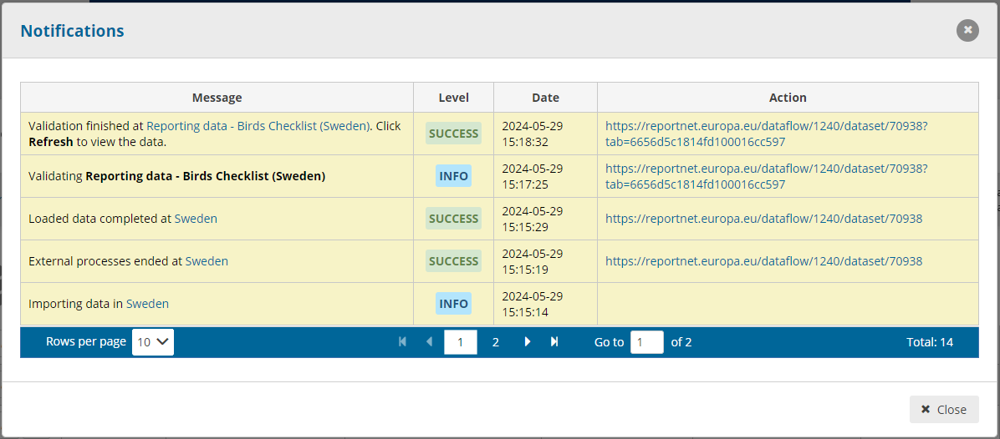 Notifications
Message Level Date Action
Validation finished at Reporting data - Birds Checklist (Sweden). Click
Refresh to view the data.
SUCCESS
2024-05-29
15:18:32
https://reportnet.europa.eu/dataflow/1240/dataset/70938?
tab=6656d5c1814fd100016cc597
Validating Reporting data - Birds Checklist (Sweden)
INFO
2024-05-29
15:17:25
https://reportnet.europa.eu/dataflow/1240/dataset/70938?
tab=6656d5c1814fd100016cc597
Loaded data completed at Sweden
SUCCESS
2024-05-29
15:15:29
https://reportnet.europa.eu/dataflow/1240/dataset/70938
External processes ended at Sweden
SUCCESS
2024-05-29
15:15:19
https://reportnet.europa.eu/dataflow/1240/dataset/70938
Importing data in Sweden
INFO
2024-05-29
15:15:14
Rows per page 10 1 2 Go to 1 of 2 Total: 14
Close